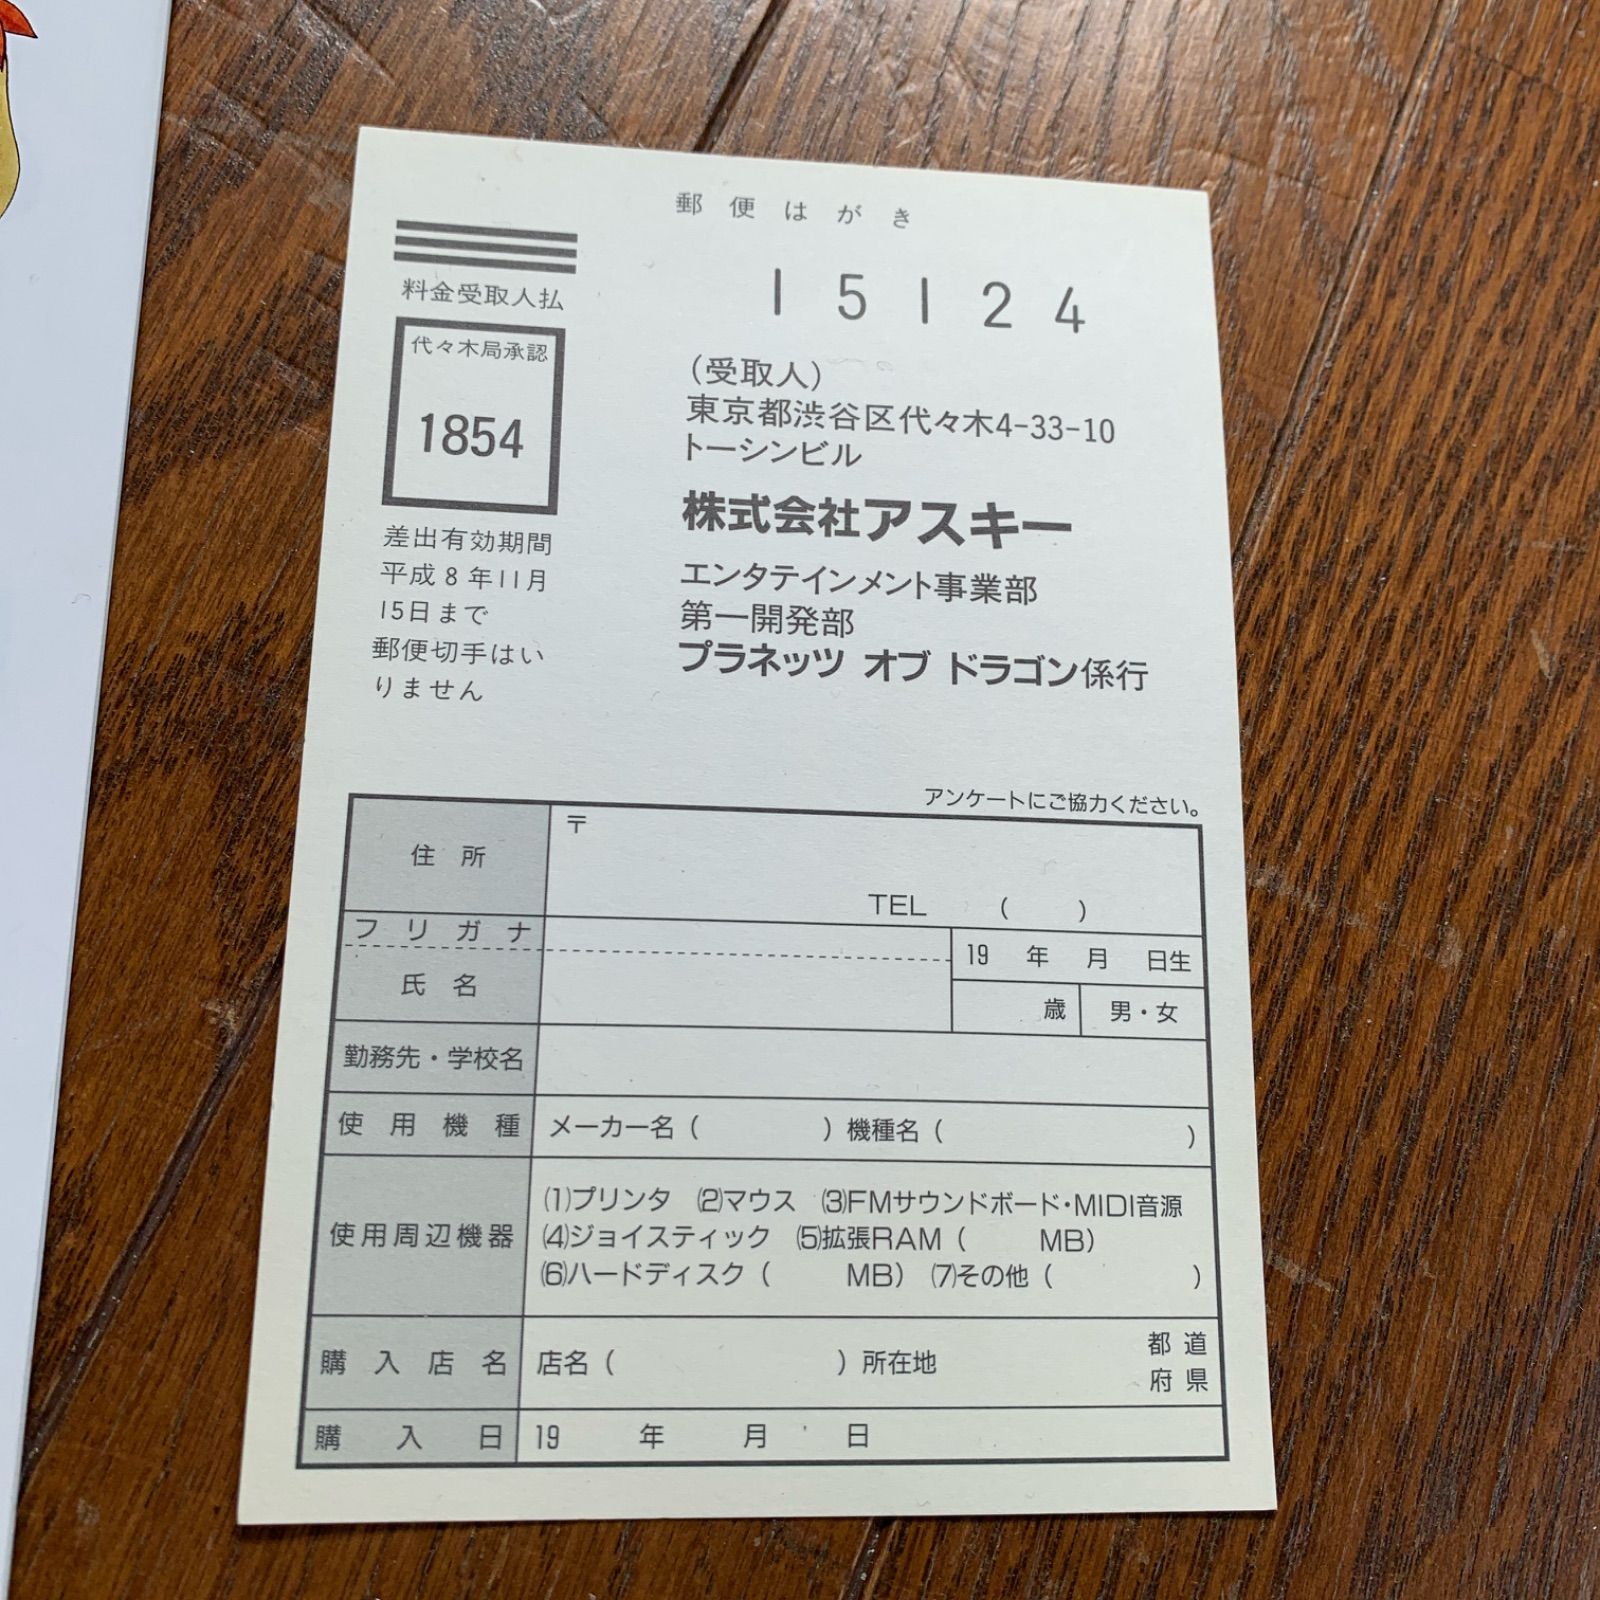 郵便はがき
料金受取人払
15124
代々木局承認
1854
差出有効期間
平成8年11月
15日まで
郵便切手はい
りません
(受取人)
東京都渋谷区代々木4-33-10
トーシンビル
株式会社アスキー
エンタテインメント事業部
第一開発部
プラネッツ オブ ドラゴン係行
アンケートにご協力ください。
住所 〒
TEL ( )
フリガナ
氏名
19 年 月 日生
歳 男・女
勤務先・学校名
使用機種 メーカー名( )機種名( )
使用周辺機器
(1)プリンタ (2)マウス (3)FMサウンドボード・MIDI音源
(4)ジョイスティック (5)拡張RAM( MB)
(6)ハードディスク( MB) (7)その他( )
購入店名 店名( )所在地 都道
府県
購入日 19 年 月 日